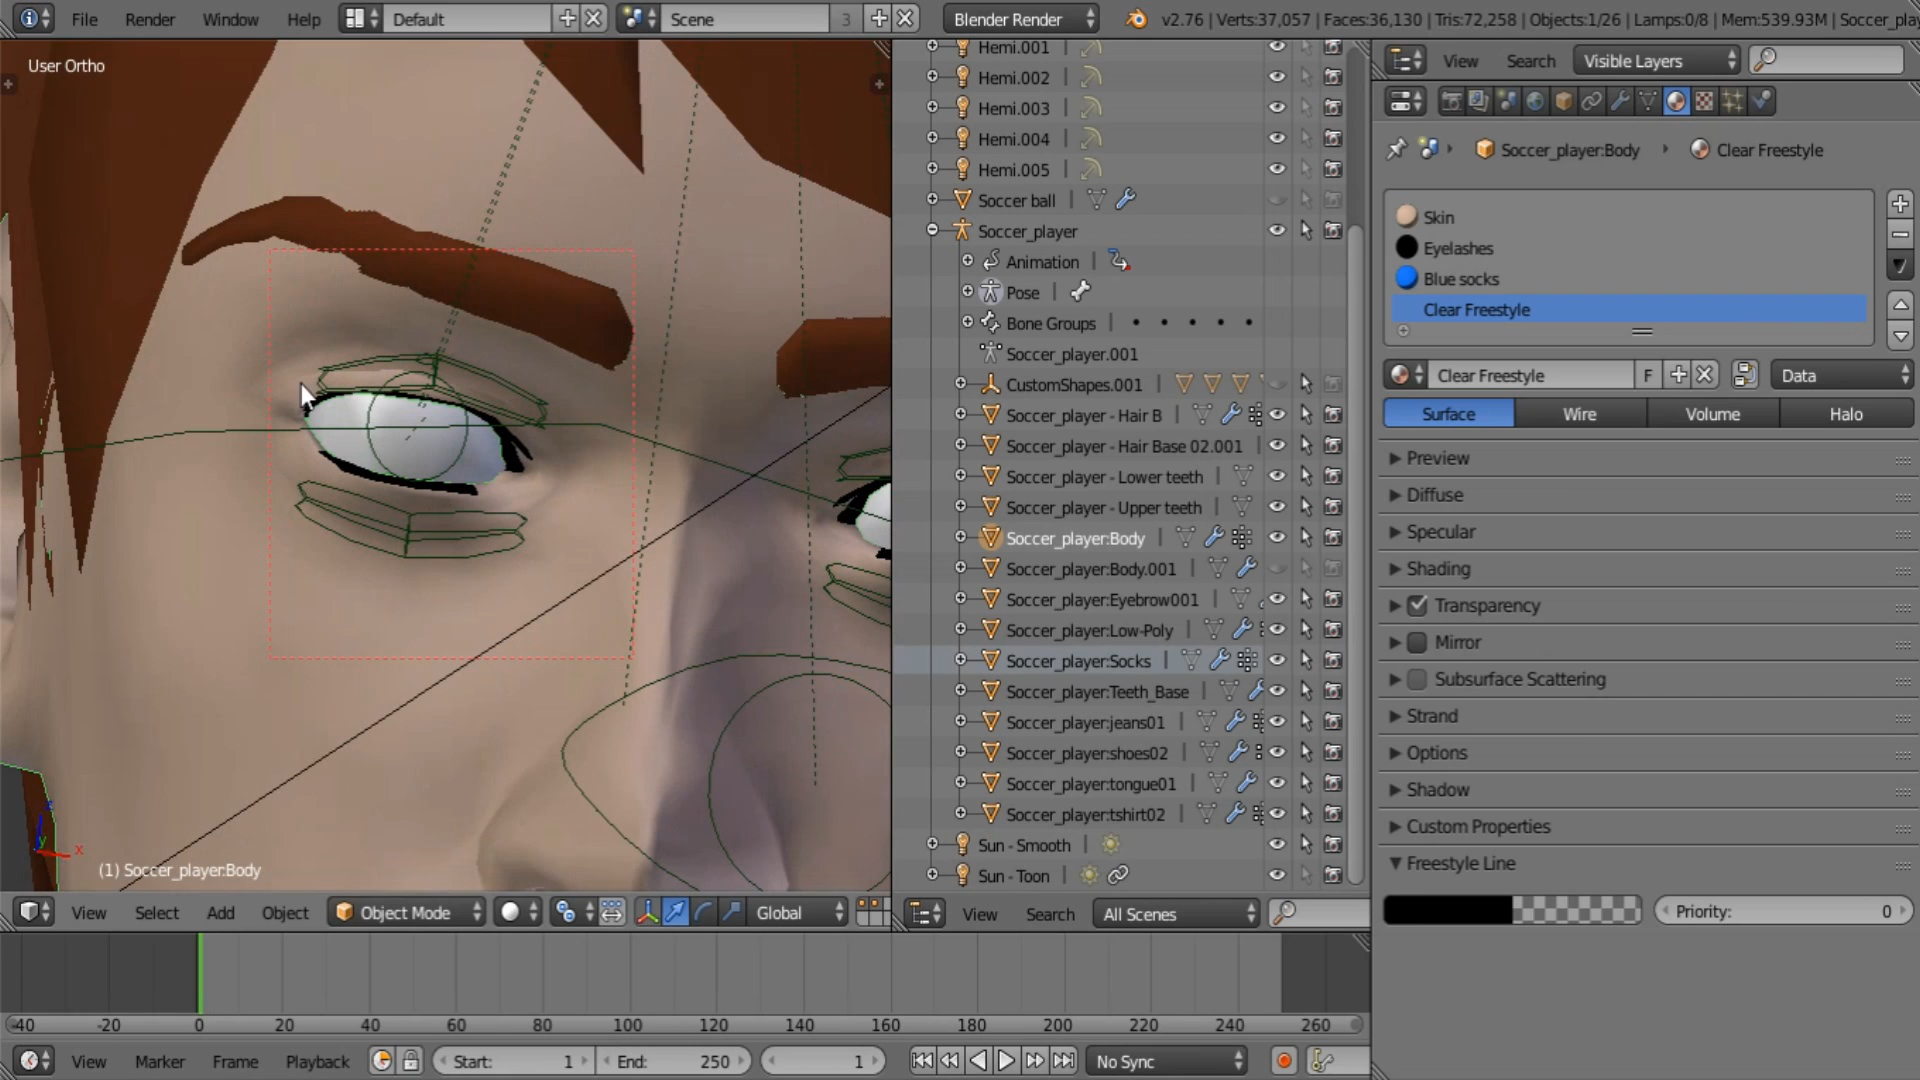 File Render Window Help Default Scene 3 Blender Render v2.76 | Verts:37,057 | Faces:36,130 | Tris:72,258 | Objects:1/26 | Lamps:0/8 | Mem:539.93M | Soccer_pla
User Ortho
(1) Soccer_player:Body
x
y
z
View Select Add Object Object Mode Global
Hemi.001
Hemi.002
Hemi.003
Hemi.004
Hemi.005
Soccer ball
Soccer_player
Animation
Pose
Bone Groups
Soccer_player.001
CustomShapes.001
Soccer_player - Hair B
Soccer_player - Hair Base 02.001
Soccer_player - Lower teeth
Soccer_player - Upper teeth
Soccer_player:Body
Soccer_player:Body.001
Soccer_player:Eyebrow001
Soccer_player:Low-Poly
Soccer_player:Socks
Soccer_player:Teeth_Base
Soccer_player:jeans01
Soccer_player:shoes02
Soccer_player:tongue01
Soccer_player:tshirt02
Sun - Smooth
Sun - Toon
View Search All Scenes
View Search Visible Layers
Soccer_player:Body Clear Freestyle
Skin
Eyelashes
Blue socks
Clear Freestyle
Clear Freestyle F Data
Surface Wire Volume Halo
Preview
Diffuse
Specular
Shading
Transparency
Mirror
Subsurface Scattering
Strand
Options
Shadow
Custom Properties
Freestyle Line
Priority: 0
-40 -20 0 20 40 60 80 100 120 140 160 180 200 220 240 260
View Marker Frame Playback Start: 1 End: 250 1 No Sync